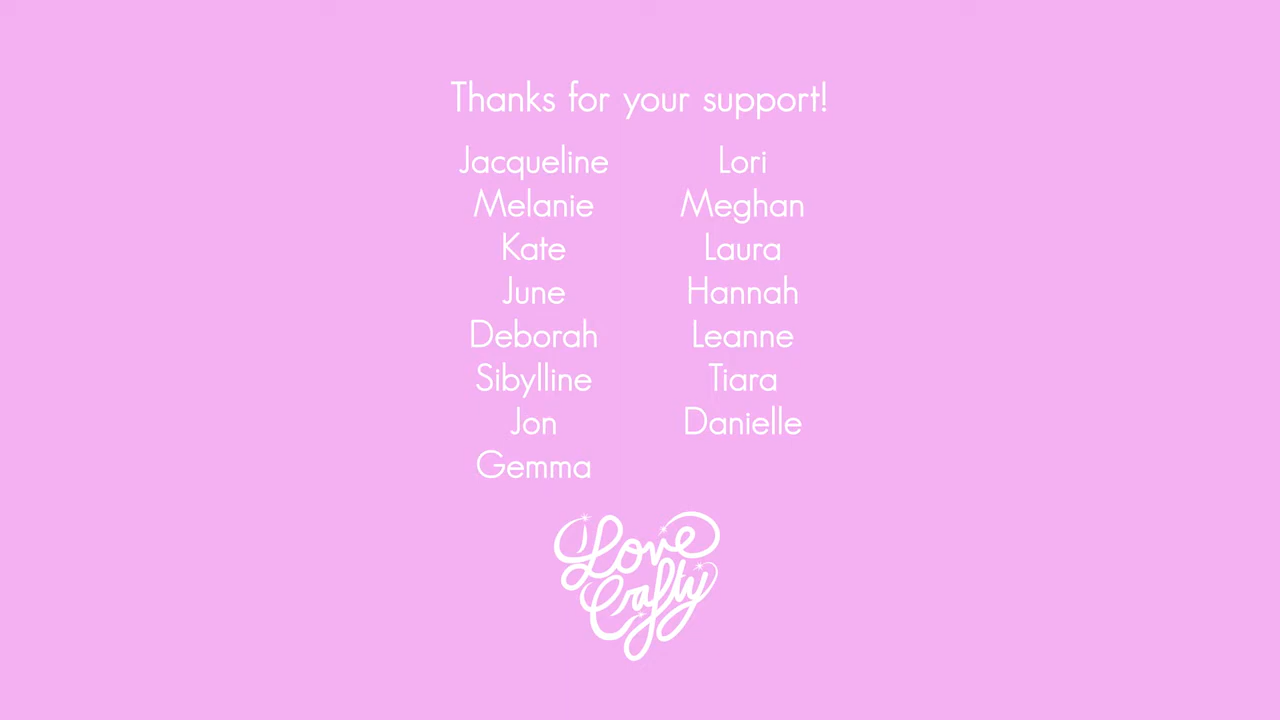 Thanks for your support!
Jacqueline
Melanie
Kate
June
Deborah
Sibylline
Jon
Gemma
Lori
Meghan
Laura
Hannah
Leanne
Tiara
Danielle
Love
Crafty